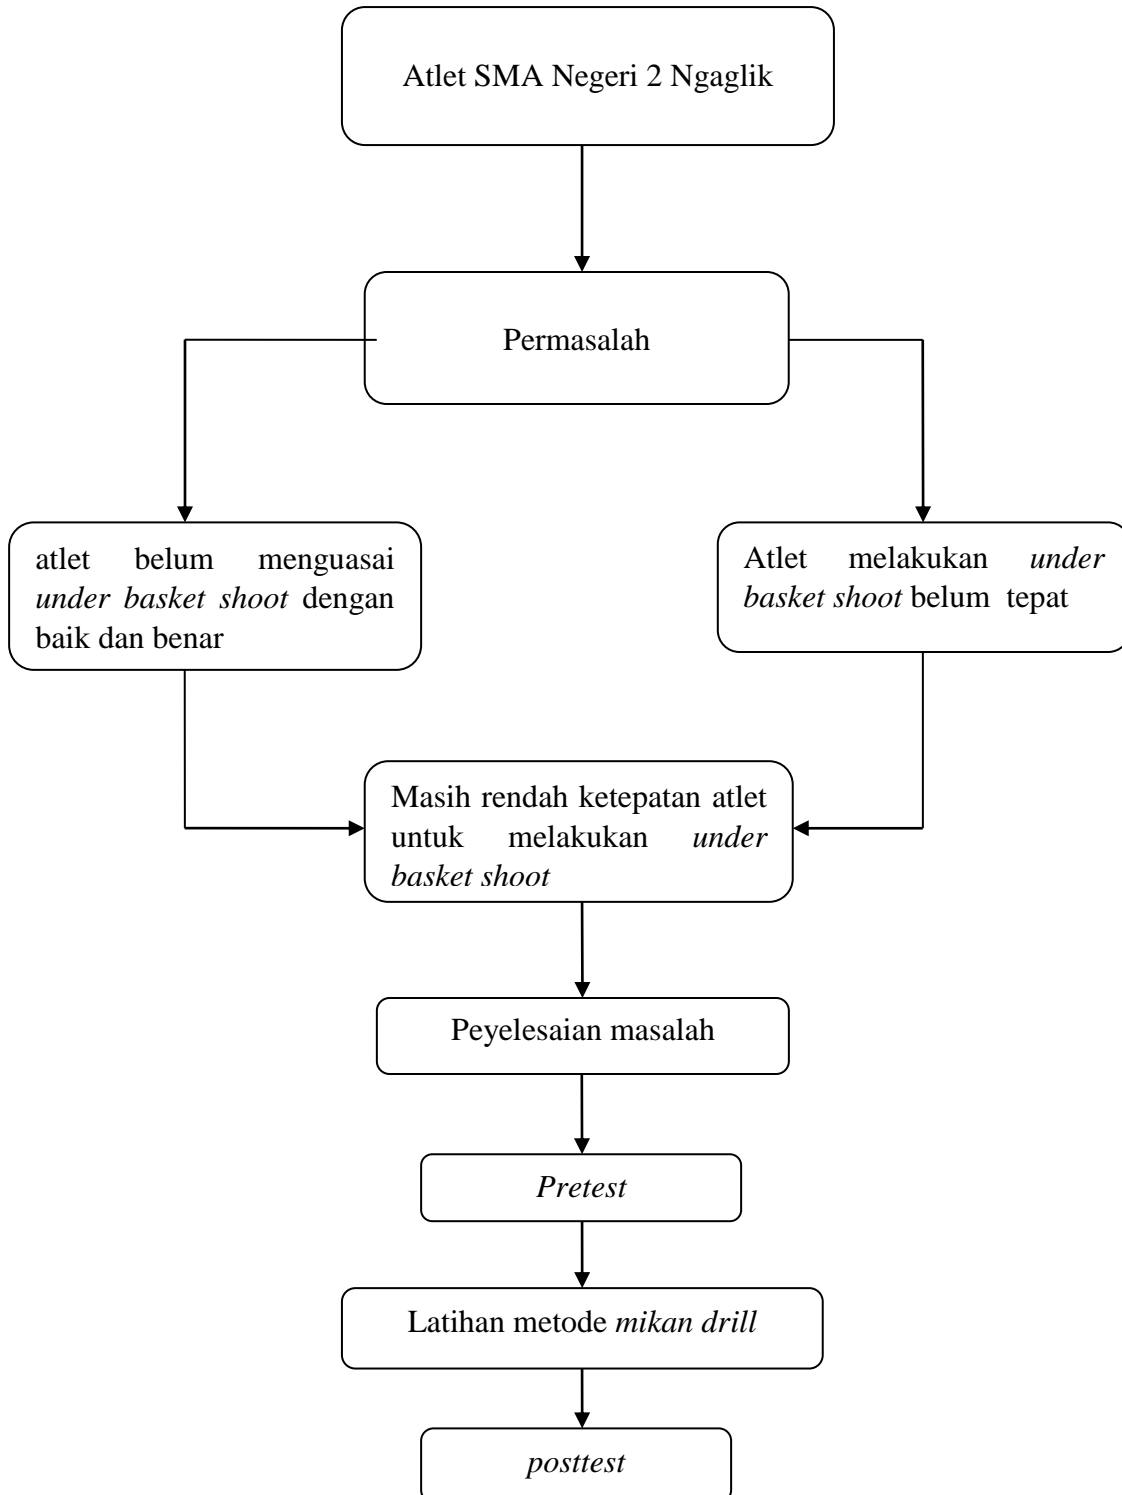 Atlet SMA Negeri 2 Ngaglik
Permasalah
atlet belum menguasai
under basket shoot dengan
baik dan benar
Atlet melakukan under
basket shoot belum tepat
Masih rendah ketepatan atlet
untuk melakukan under
basket shoot
Peyelesaian masalah
Pretest
Latihan metode mikan drill
posttest